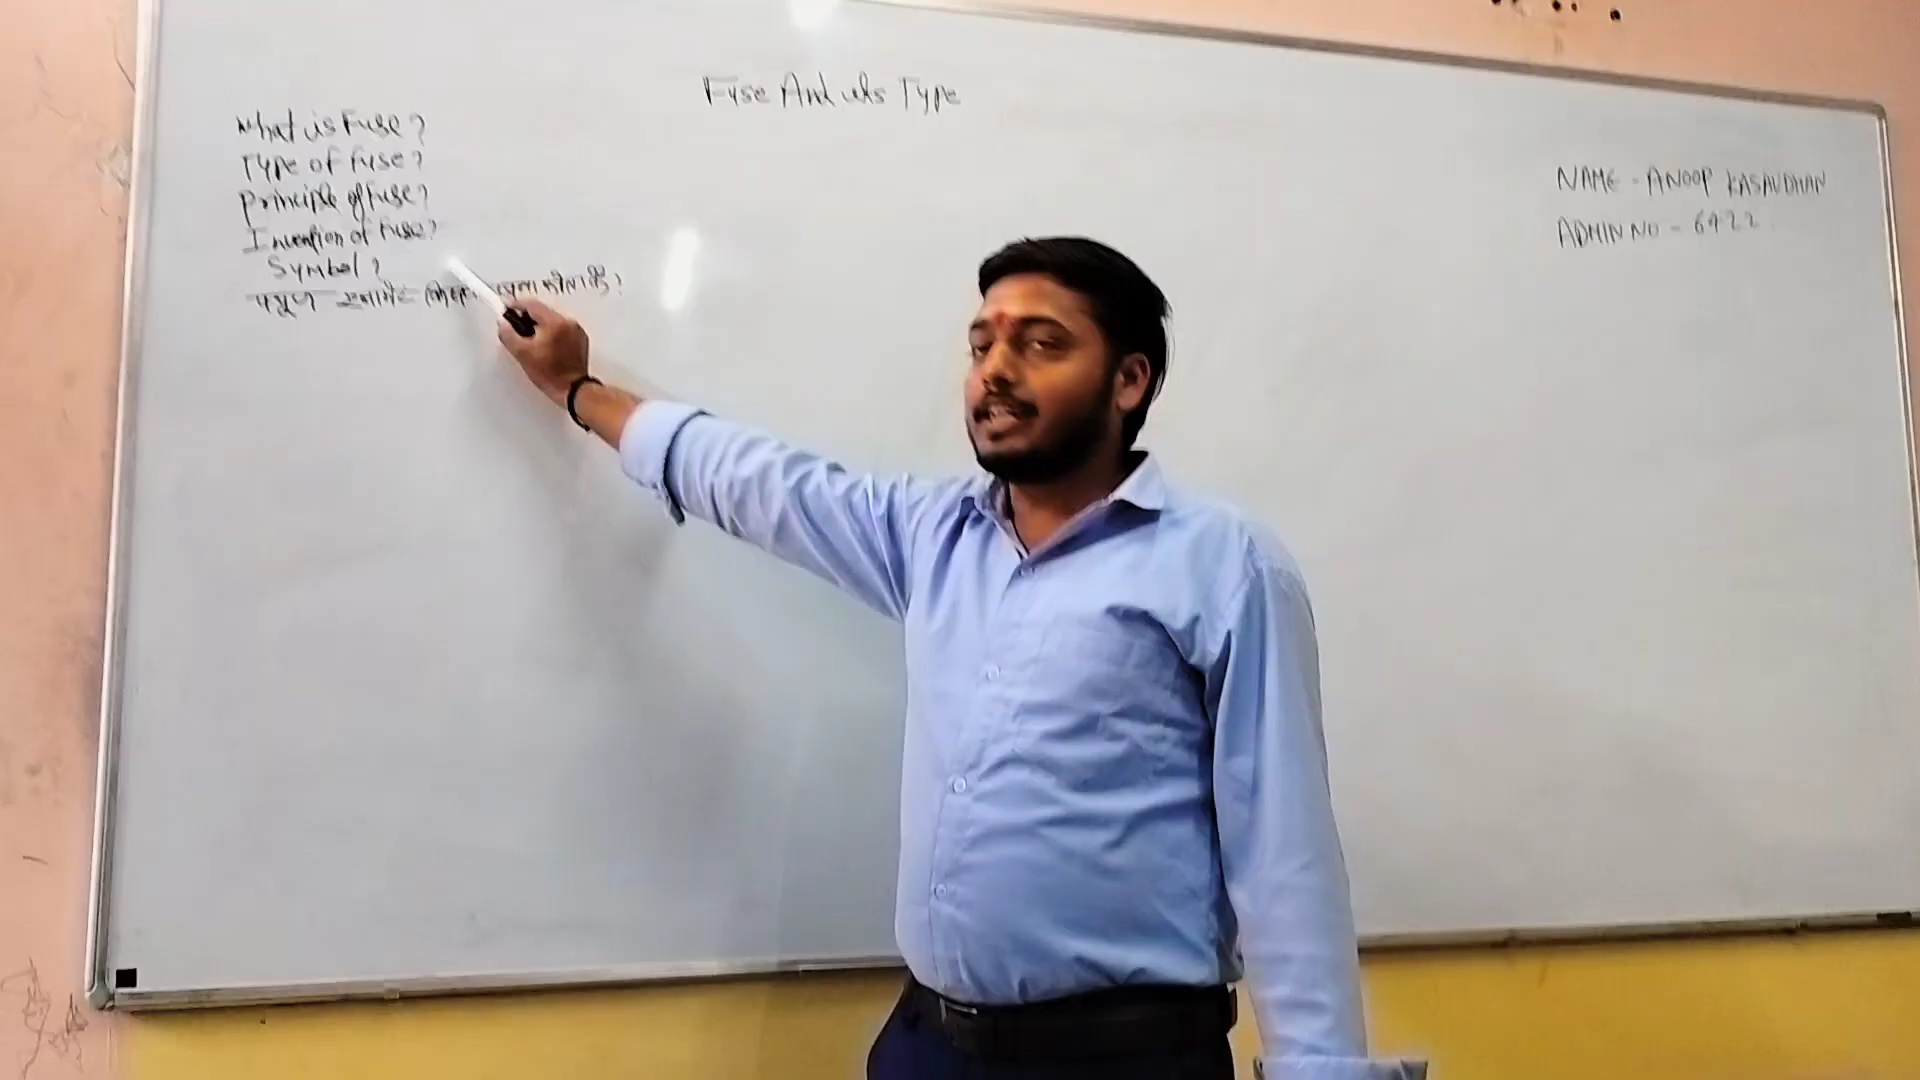 Fuse And its Type
What is Fuse?
Type of Fuse?
Principle of Fuse?
Invention of Fuse?
Symbol?
फ्यूज
NAME - ANOOP KASAUDHAN
ADMIN NO - 6922